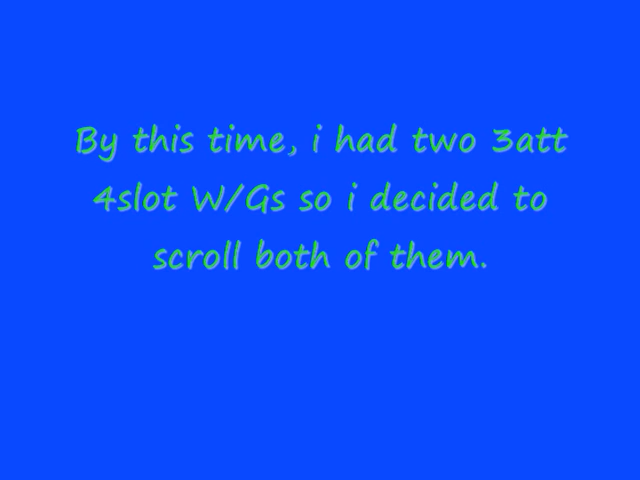 By this time, i had two 3att
4slot W/Gs so i decided to
scroll both of them.